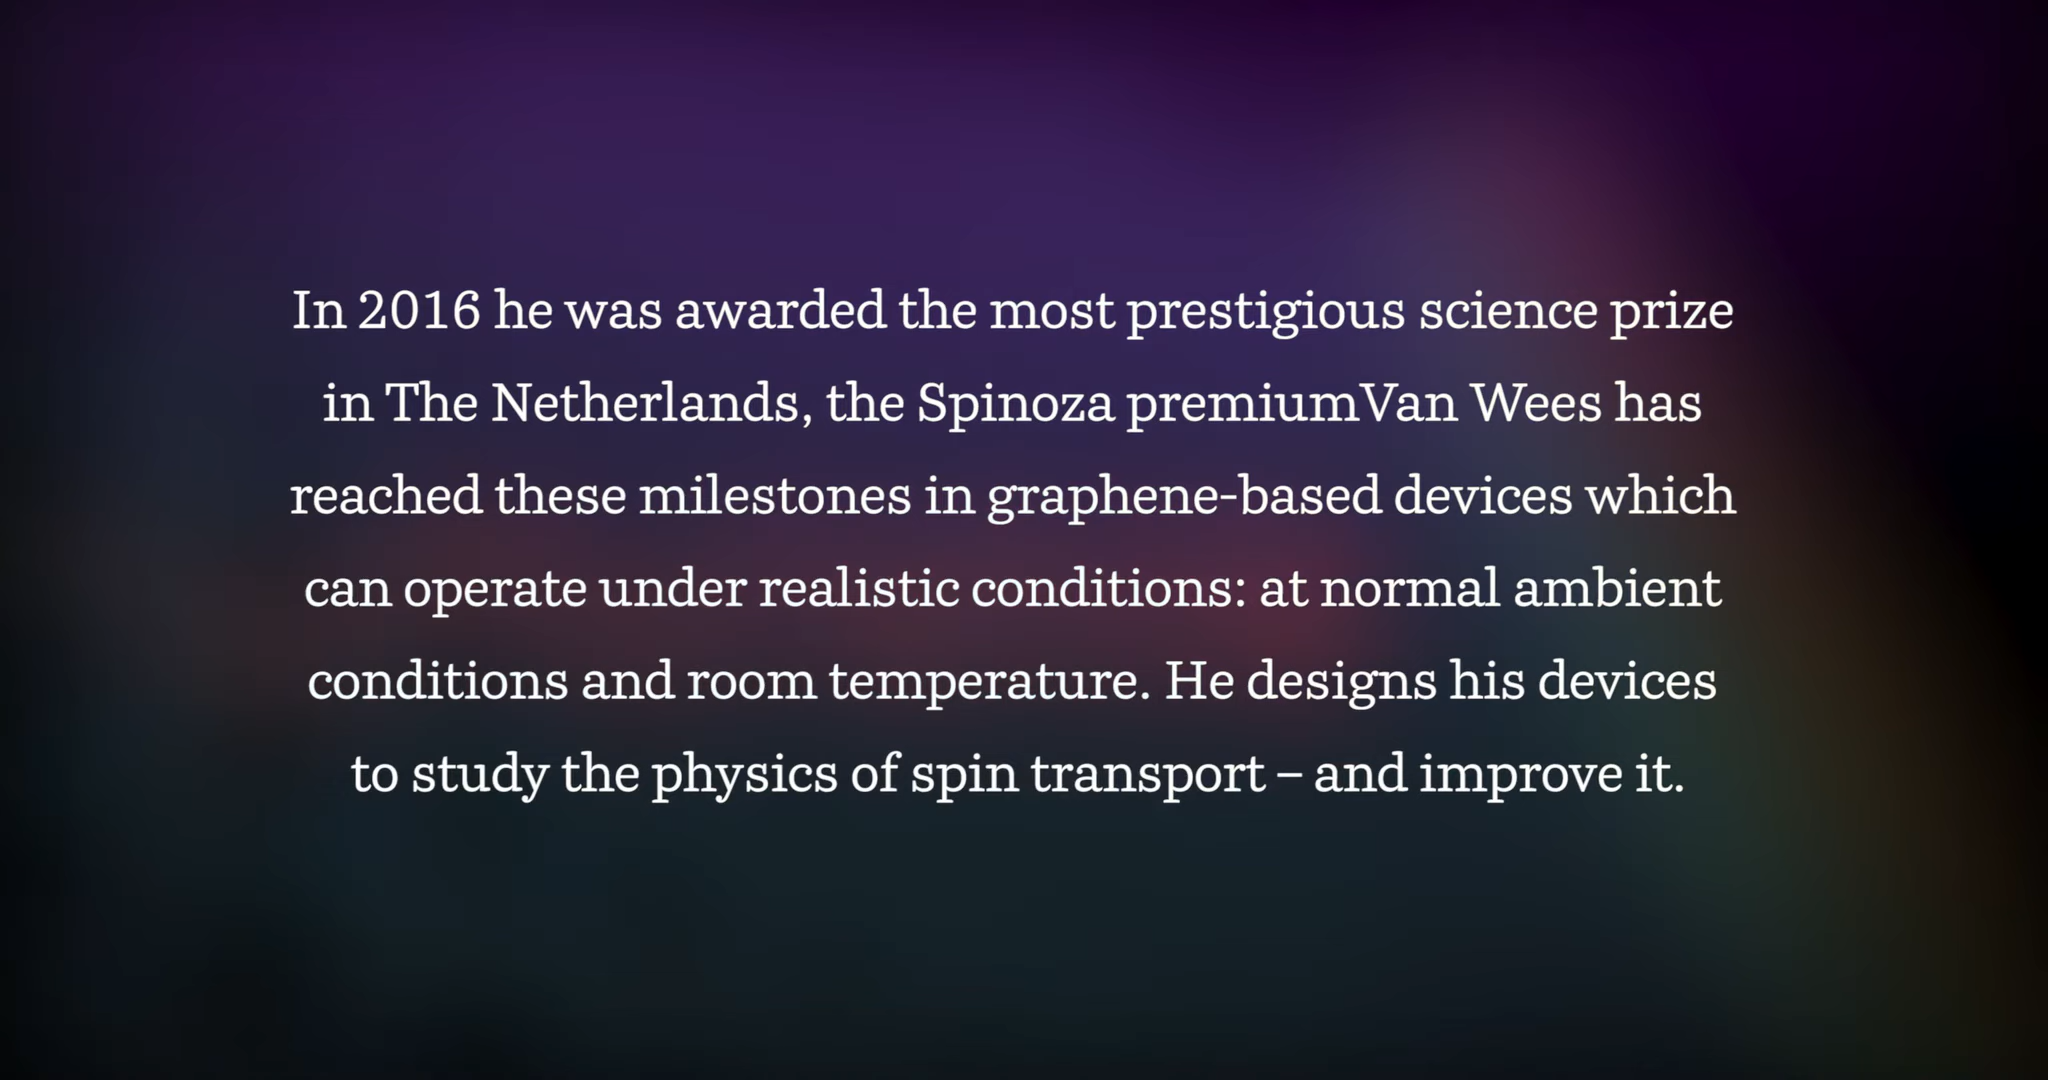 In 2016 he was awarded the most prestigious science prize
in The Netherlands, the Spinoza premiumVan Wees has
reached these milestones in graphene-based devices which
can operate under realistic conditions: at normal ambient
conditions and room temperature. He designs his devices
to study the physics of spin transport – and improve it.